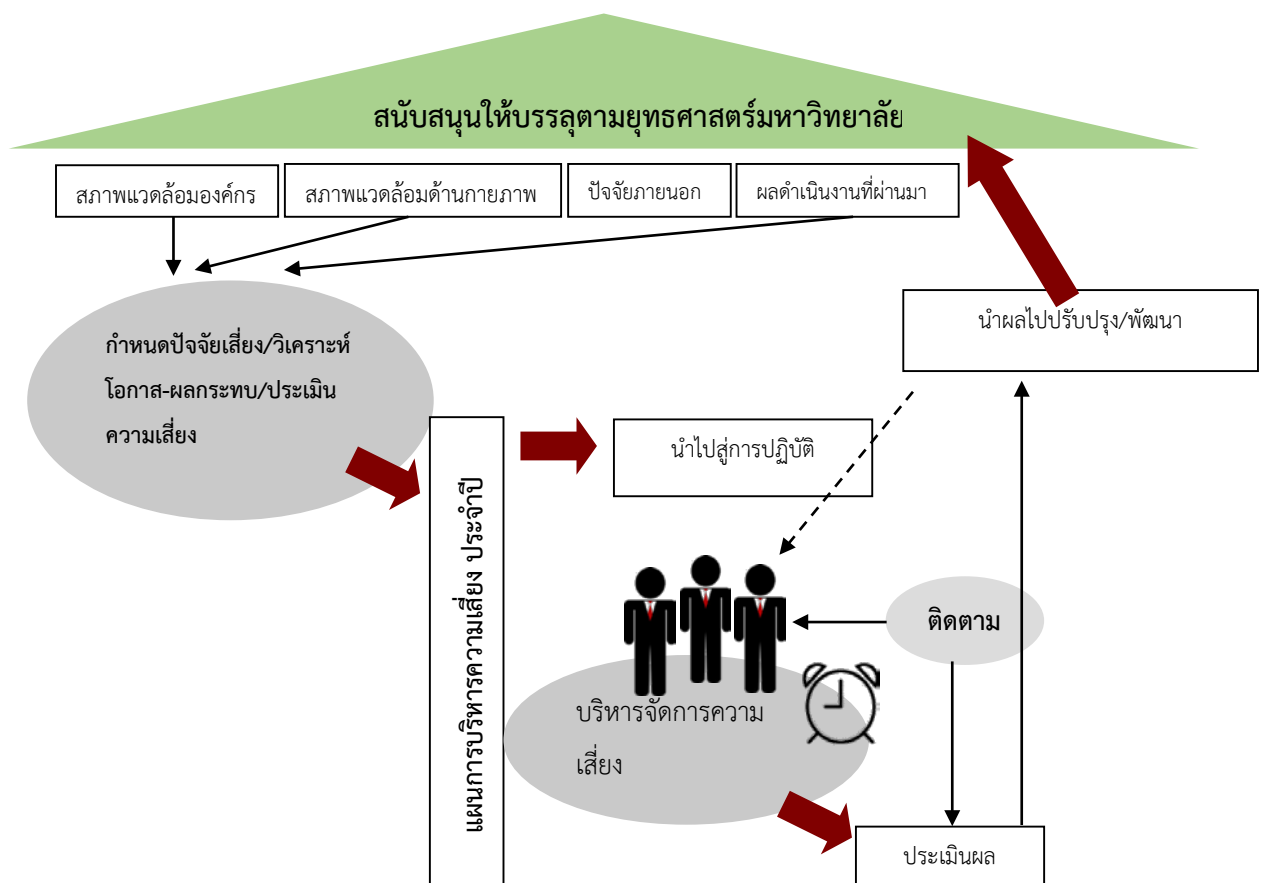 สนับสนุนให้บรรลุตามยุทธศาสตร์มหาวิทยาลัย
สภาพแวดล้อมองค์กร
สภาพแวดล้อมด้านกายภาพ
ปัจจัยภายนอก
ผลดำเนินงานที่ผ่านมา
กำหนดปัจจัยเสี่ยง/วิเคราะห์
โอกาส-ผลกระทบ/ประเมิน
ความเสี่ยง
นำผลไปปรับปรุง/พัฒนา
แผนการบริหารความเสี่ยง ประจำปี
นำไปสู่การปฏิบัติ
ติดตาม
บริหารจัดการความ
เสี่ยง
ประเมินผล